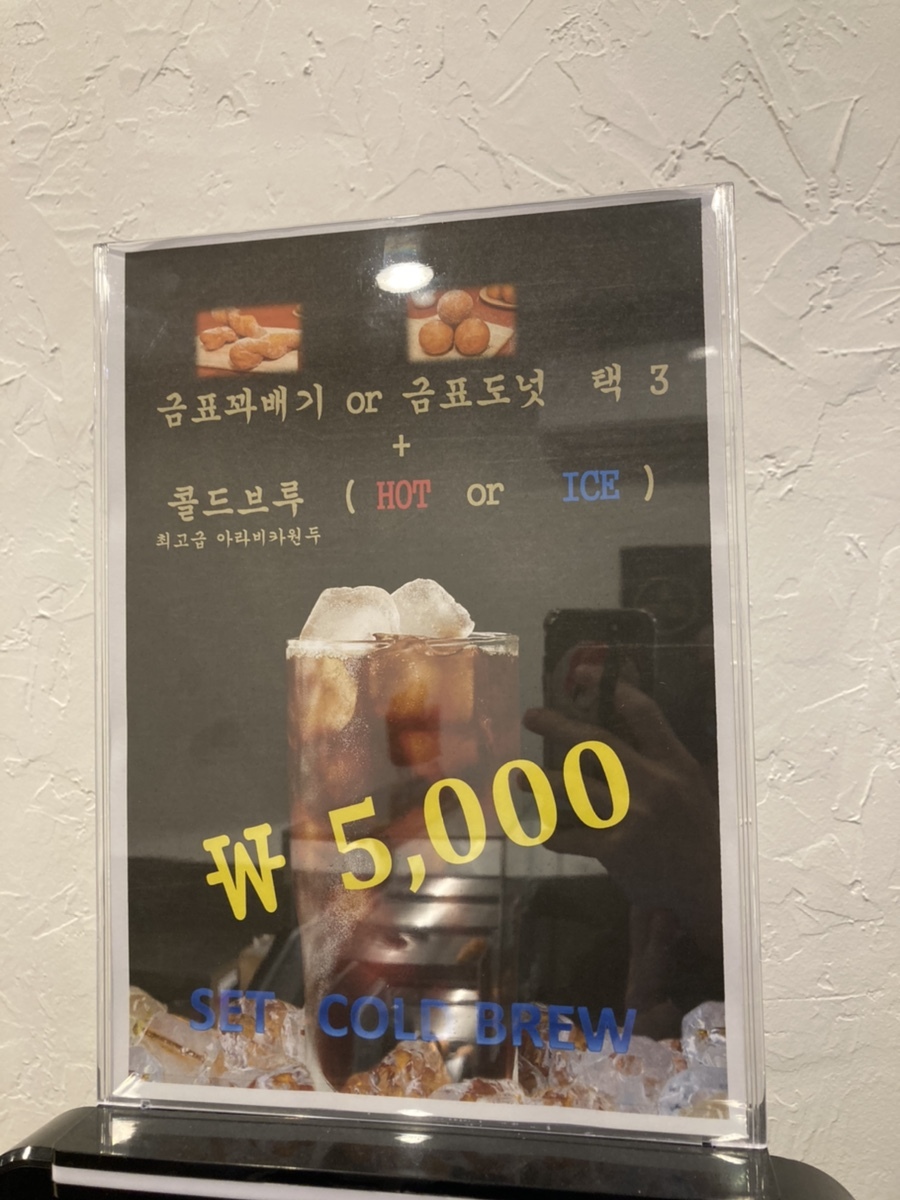 금표꽈배기 or 금표도넛 택 3
+
콜드브루 ( HOT or ICE )
최고급 아라비카원두
₩ 5,000
SET COLD BREW